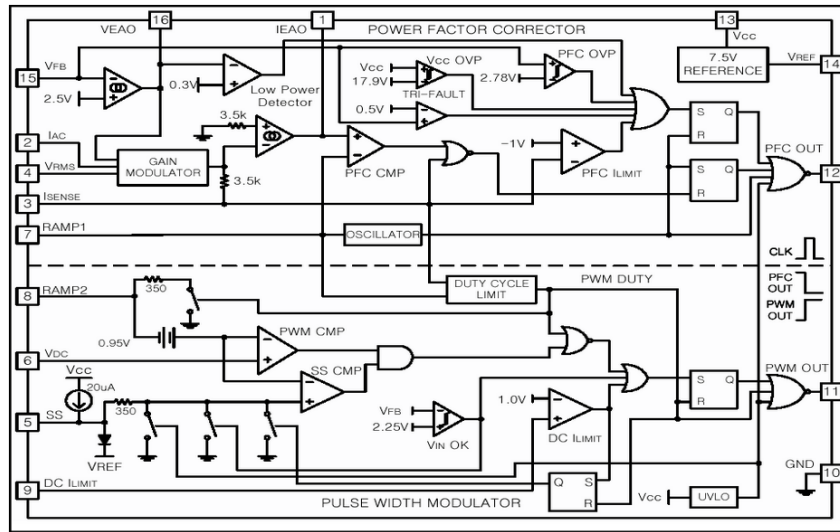 16
1
13
VEAO
IEAO
POWER FACTOR CORRECTOR
Vcc
15
VFB
Vcc
Vcc OVP
PFC OVP
7.5V
REFERENCE
VREF
14
17.9V
2.5V
0.3V
Low Power
Detector
TRI-FAULT
2.78V
0.5V
3.5k
2
IAC
-1V
S
R
4
VRMS
GAIN
MODULATOR
PFC CMP
PFC ILIMIT
PFC OUT
3.5k
S
R
12
3
ISENSE
7
RAMP1
OSCILLATOR
CLK
PFC
OUT
PWM
OUT
8
RAMP2
350
DUTY CYCLE
LIMIT
PWM DUTY
0.95V
PWM CMP
6
VDC
SS CMP
Vcc
20uA
PWM OUT
S
Q
R
11
5
SS
350
VFB
2.25V
VIN OK
1.0V
DC ILIMIT
VREF
GND
10
9
DC ILIMIT
Q
S
R
Vcc
UVLO
PULSE WIDTH MODULATOR